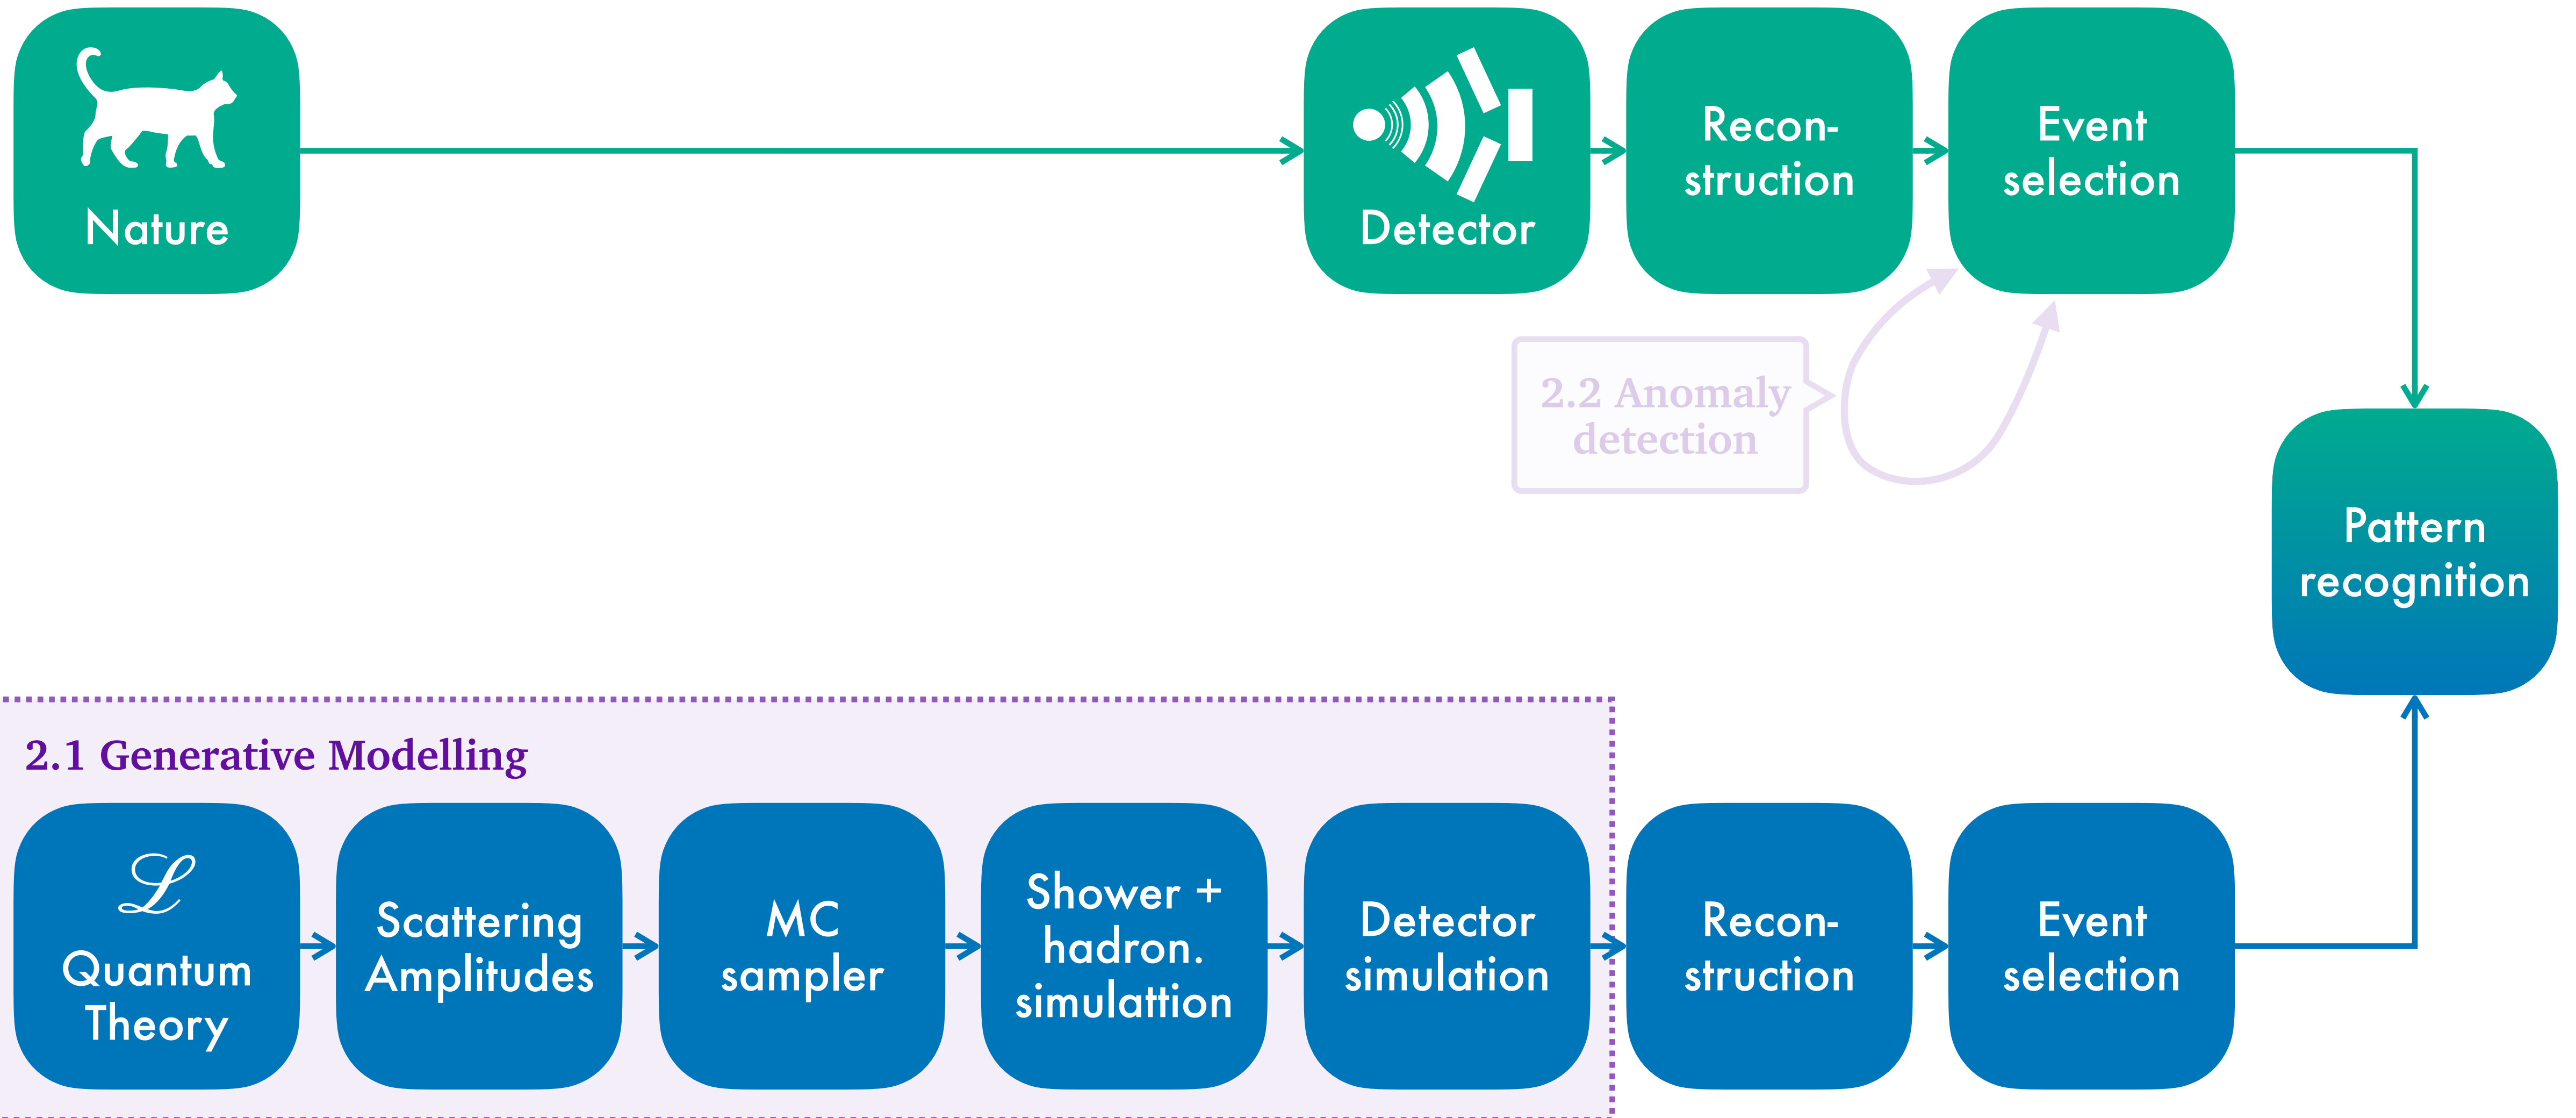 Nature
Detector
Recon-
struction
Event
selection
2.2 Anomaly
detection
Pattern
recognition
2.1 Generative Modelling
ℒ
Quantum
Theory
Scattering
Amplitudes
MC
sampler
Shower +
hadron.
simulattion
Detector
simulation
Recon-
struction
Event
selection